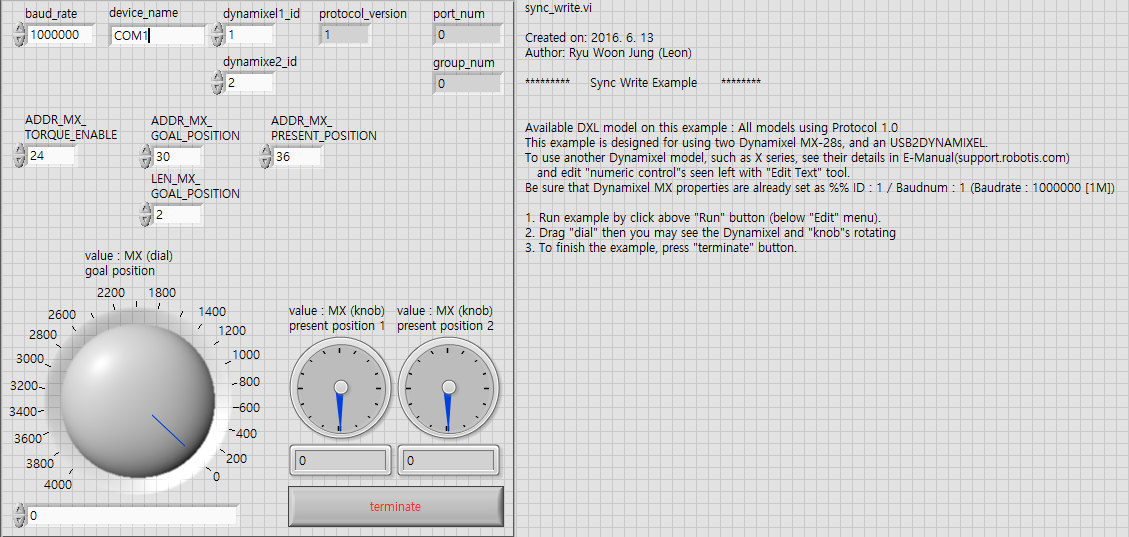 baud_rate
1000000
device_name
COM1
dynamixel1_id
1
protocol_version
1
port_num
0
dynamixe2_id
2
group_num
0
ADDR_MX_
TORQUE_ENABLE
24
ADDR_MX_
GOAL_POSITION
30
ADDR_MX_
PRESENT_POSITION
36
LEN_MX_
GOAL_POSITION
2
value : MX (dial)
goal position
0
200
400
600
800
1000
1200
1400
1800
2200
2600
2800
3000
3200
3400
3600
3800
4000
0
value : MX (knob)
present position 1
0
value : MX (knob)
present position 2
0
terminate
sync_write.vi
Created on: 2016. 6. 13
Author: Ryu Woon Jung (Leon)
********* Sync Write Example ********
Available DXL model on this example : All models using Protocol 1.0
This example is designed for using two Dynamixel MX-28s, and an USB2DYNAMIXEL.
To use another Dynamixel model, such as X series, see their details in E-Manual(support.robotis.com)
and edit "numeric control"s seen left with "Edit Text" tool.
Be sure that Dynamixel MX properties are already set as %% ID : 1 / Baudnum : 1 (Baudrate : 1000000 [1M])
1. Run example by click above "Run" button (below "Edit" menu).
2. Drag "dial" then you may see the Dynamixel and "knob"s rotating
3. To finish the example, press "terminate" button.